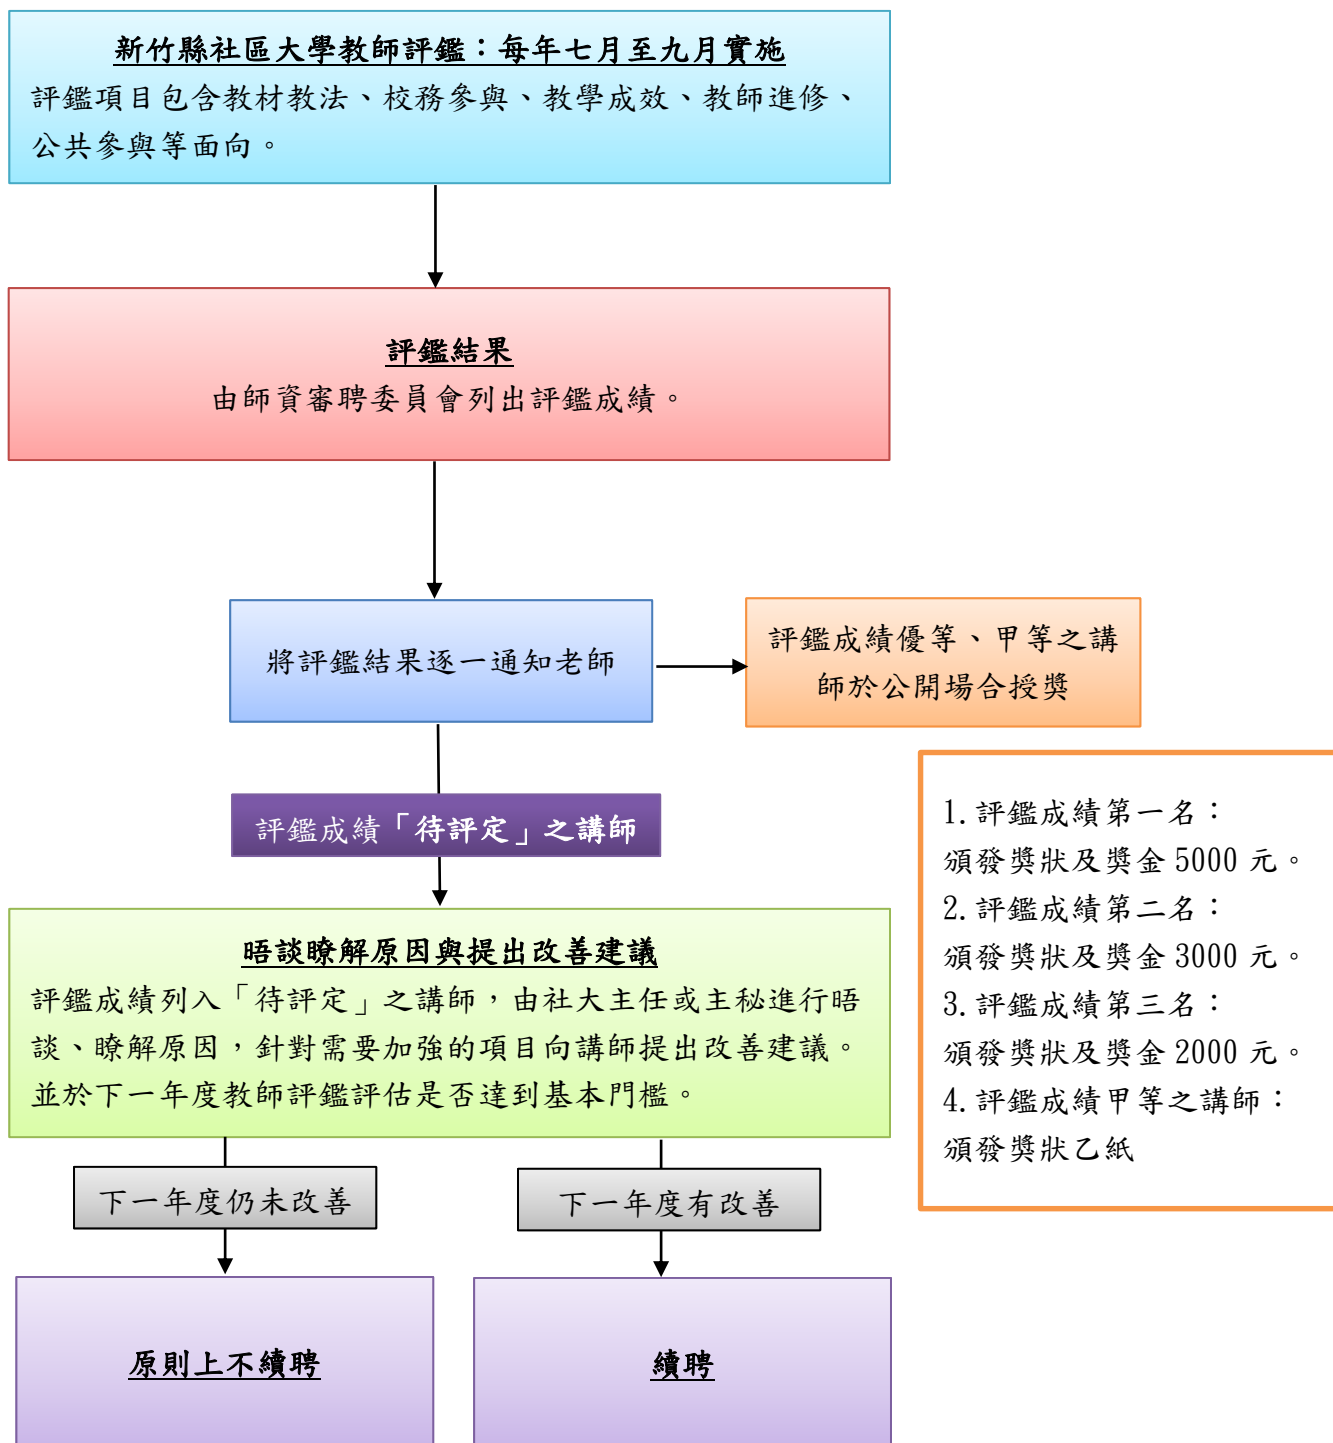 新竹縣社區大學教師評鑑：每年七月至九月實施
評鑑項目包含教材教法、校務參與、教學成效、教師進修、
公共參與等面向。
評鑑結果
由師資審聘委員會列出評鑑成績。
將評鑑結果逐一通知老師
評鑑成績優等、甲等之講
師於公開場合授獎
評鑑成績「待評定」之講師
1.評鑑成績第一名：
頒發獎狀及獎金 5000 元。
2.評鑑成績第二名：
頒發獎狀及獎金 3000 元。
3.評鑑成績第三名：
頒發獎狀及獎金 2000 元。
4.評鑑成績甲等之講師：
頒發獎狀乙紙
晤談瞭解原因與提出改善建議
評鑑成績列入「待評定」之講師，由社大主任或主秘進行晤
談、瞭解原因，針對需要加強的項目向講師提出改善建議。
並於下一年度教師評鑑評估是否達到基本門檻。
下一年度仍未改善
下一年度有改善
原則上不續聘
續聘